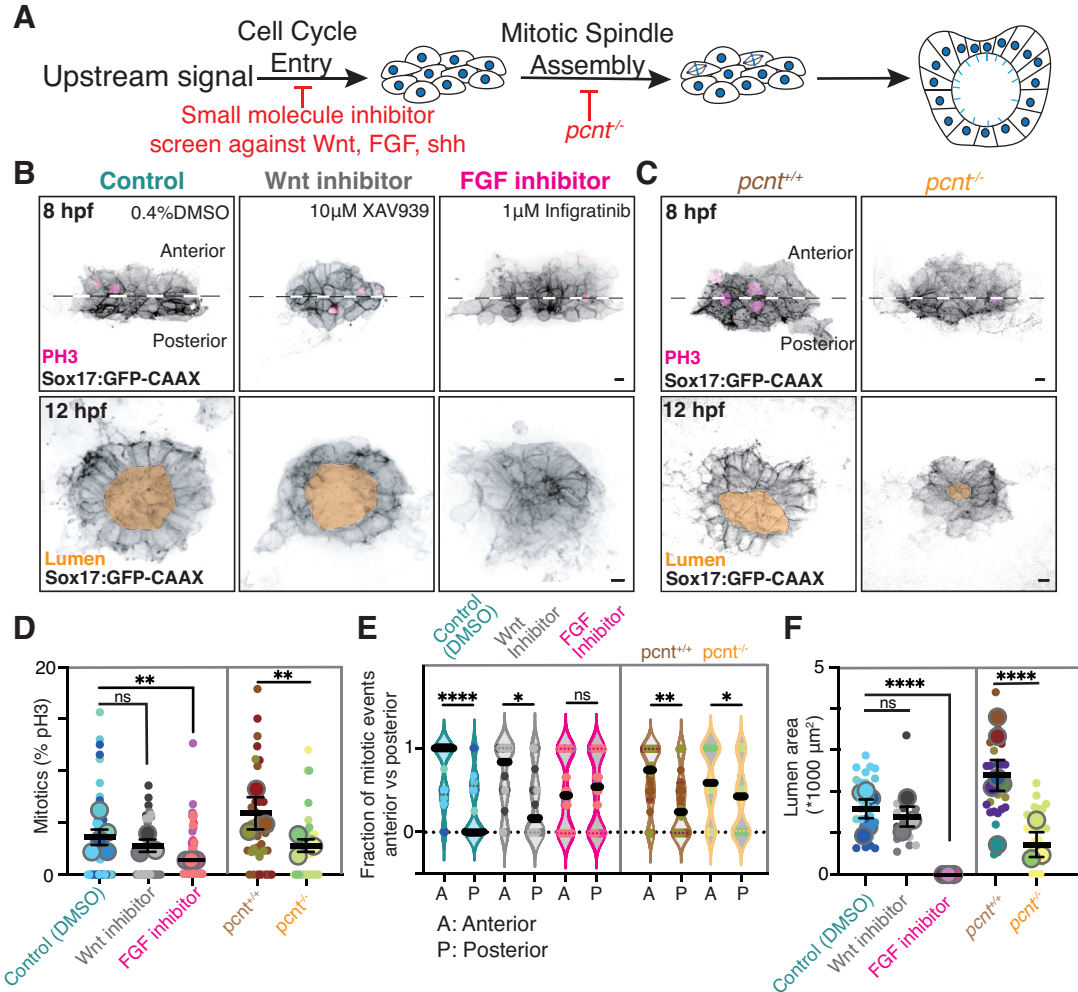 A
Upstream signal
Cell Cycle
Entry
Small molecule inhibitor
screen against Wnt, FGF, shh
Mitotic Spindle
Assembly
pcnt-/-
B
Control
Wnt inhibitor
FGF inhibitor
8 hpf
0.4%DMSO
10µM XAV939
1µM Infigratinib
Anterior
Posterior
PH3
Sox17:GFP-CAAX
12 hpf
Lumen
Sox17:GFP-CAAX
C
pcnt+/+
pcnt-/-
8 hpf
Anterior
Posterior
PH3
Sox17:GFP-CAAX
12 hpf
Lumen
Sox17:GFP-CAAX
D
Mitotics (% pH3)
20
0
**
ns
**
Control (DMSO)
Wnt inhibitor
FGF inhibitor
pcnt+/+
pcnt-/-
E
Control
(DMSO)
Wnt
Inhibitor
FGF
Inhibitor
pcnt+/+
pcnt-/-
Fraction of mitotic events
anterior vs posterior
1
0
****
*
ns
**
*
A P A P A P A P A P
A: Anterior
P: Posterior
F
Lumen area
(*1000 µm²)
5
0
****
ns
****
Control (DMSO)
Wnt inhibitor
FGF inhibitor
pcnt+/+
pcnt-/-